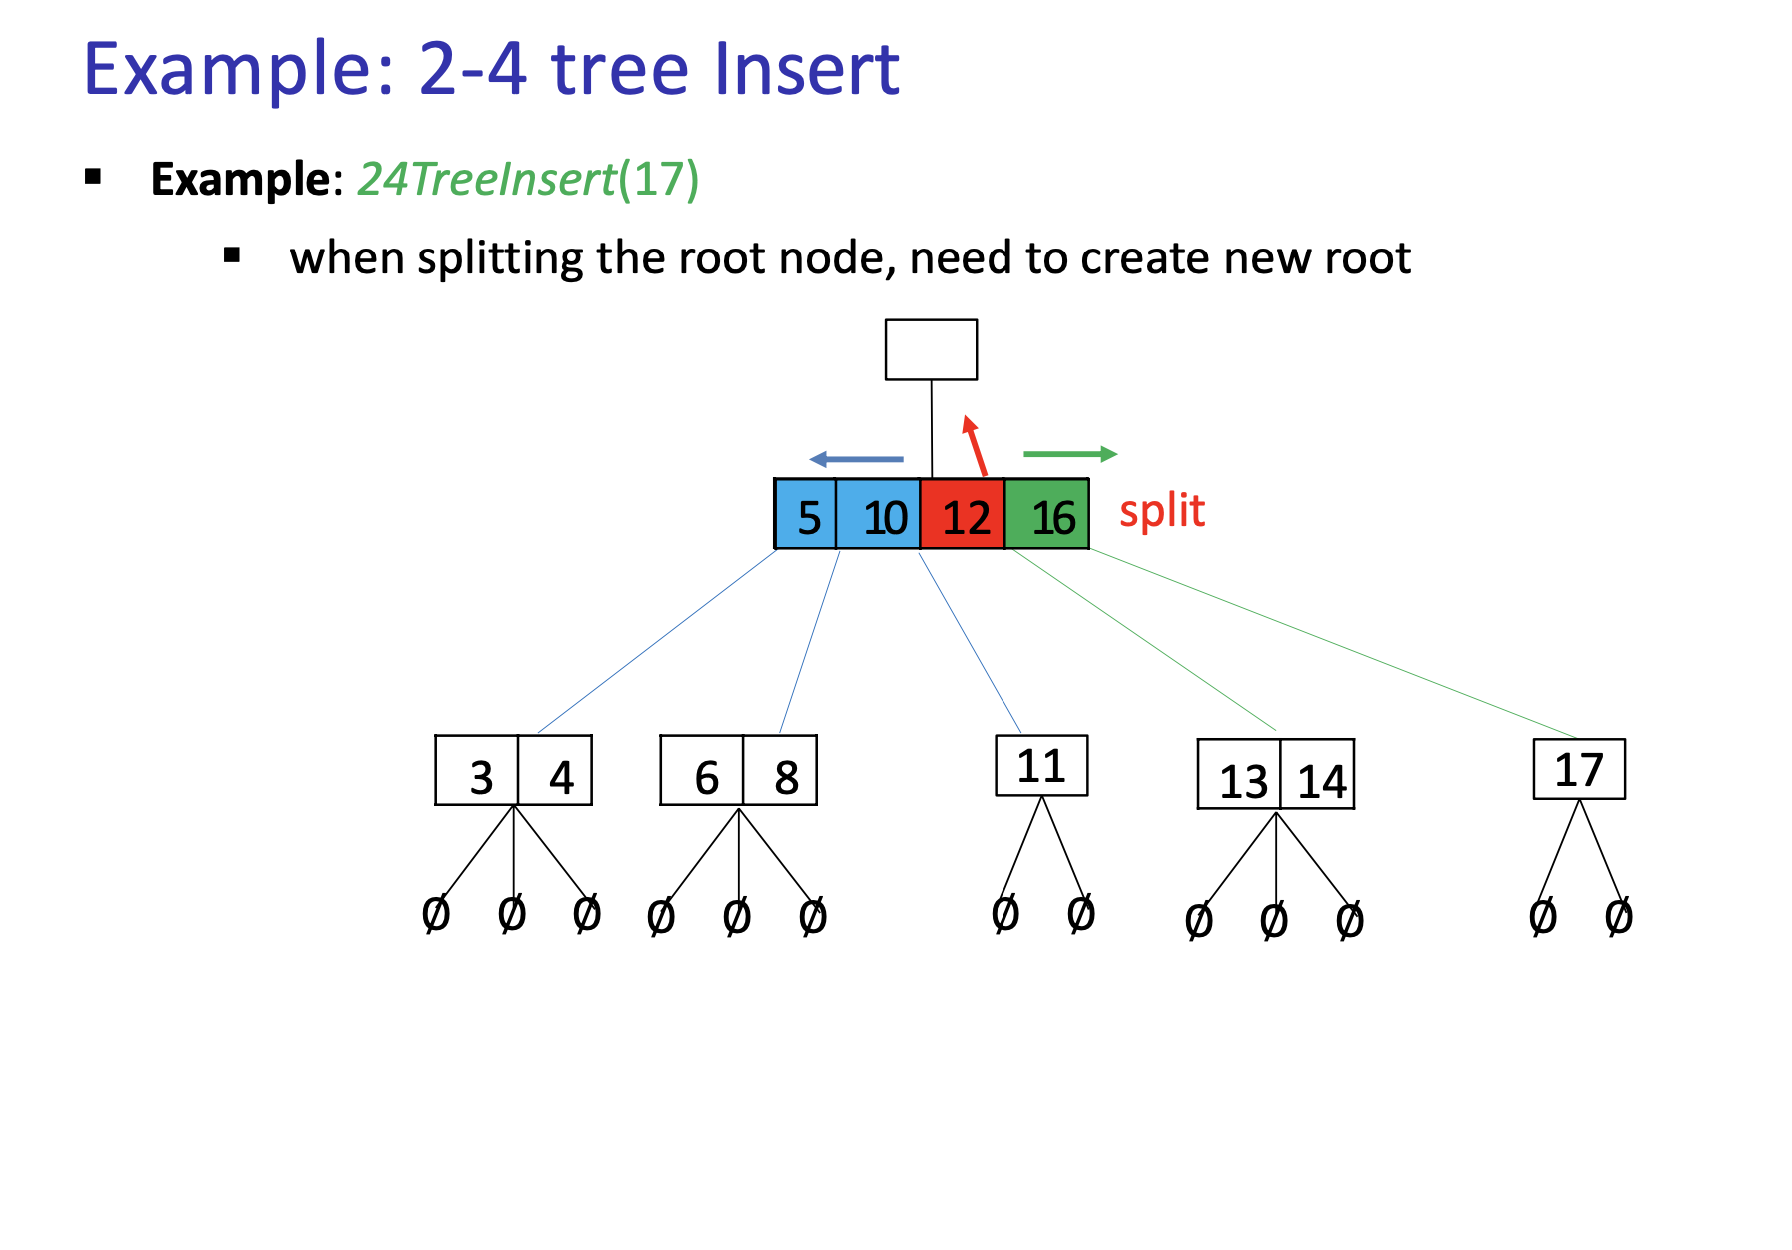 Example: 2-4 tree Insert
▪ Example: 24TreeInsert(17)
▪ when splitting the root node, need to create new root
5 10 12 16 split
3 4 6 8 11 13 14 17
Ø Ø Ø Ø Ø Ø Ø Ø Ø Ø Ø Ø Ø